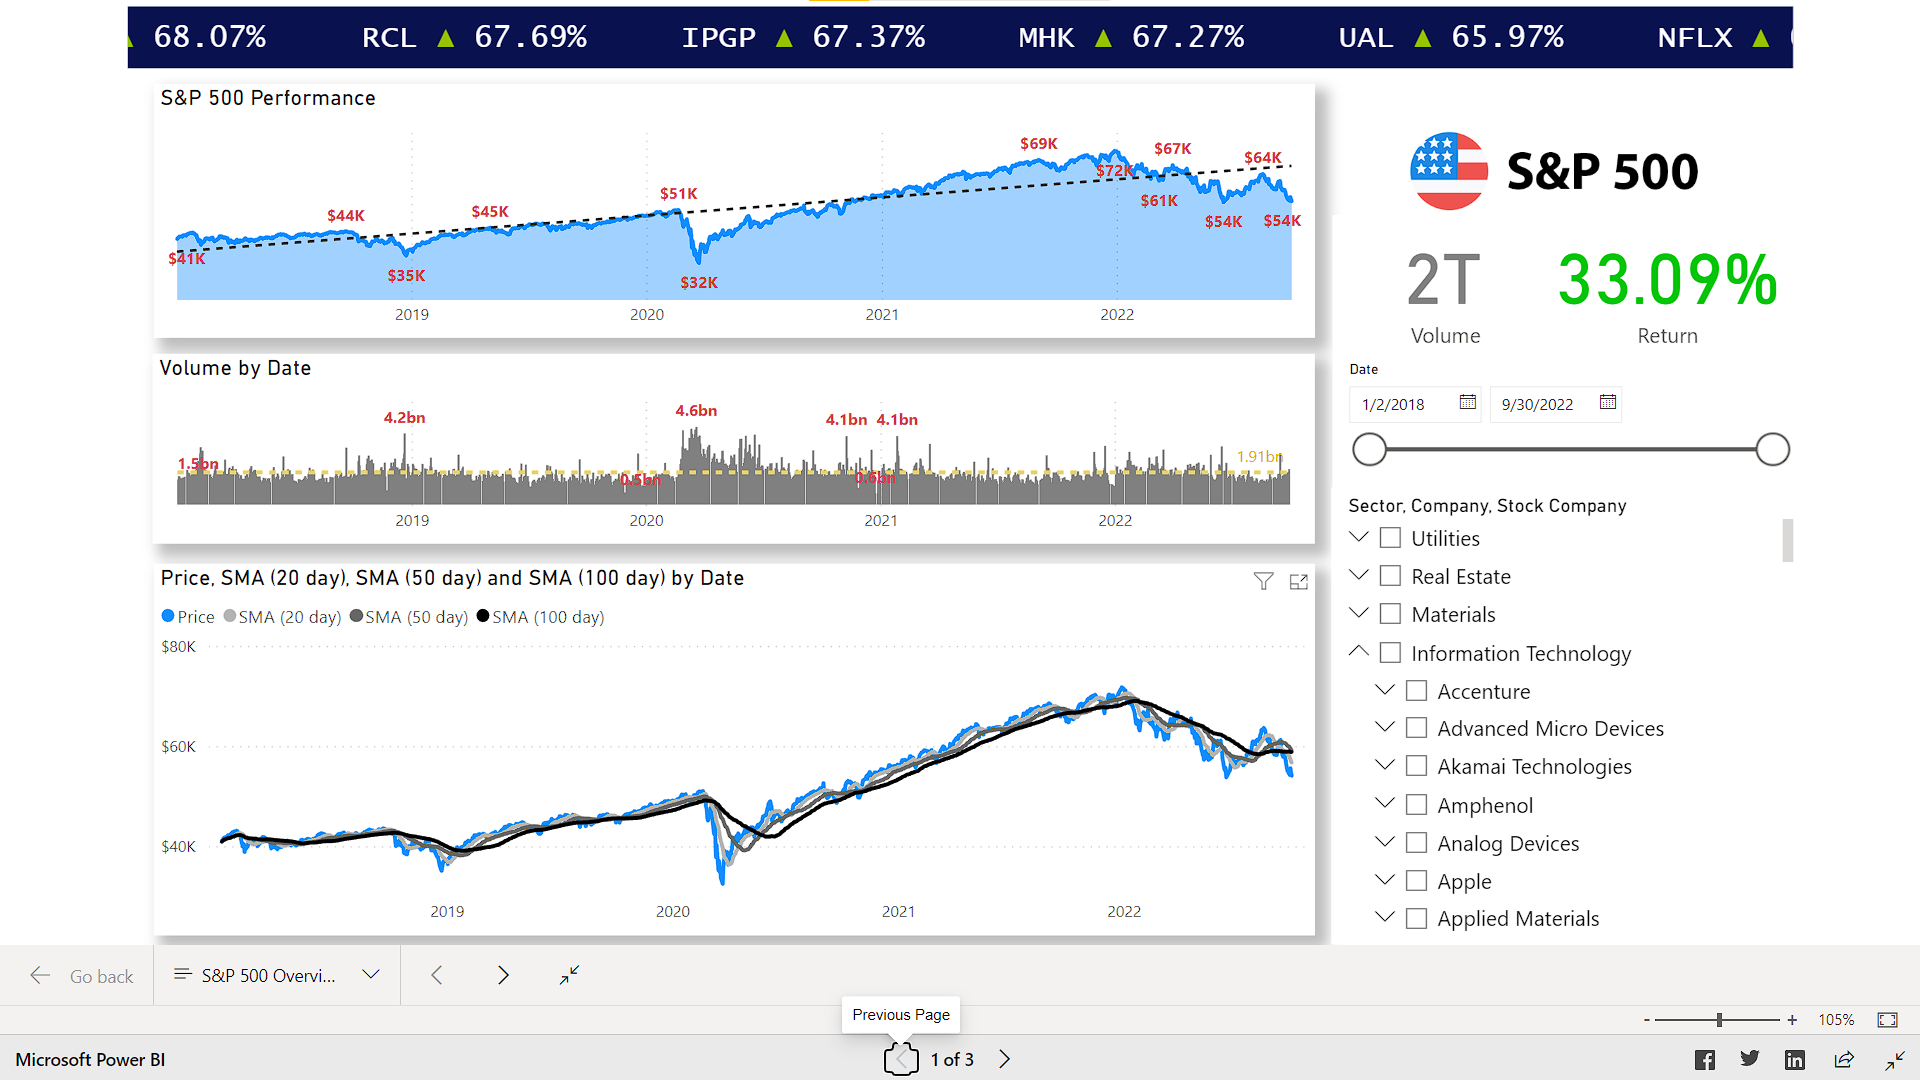 68.07% RCL ▲ 67.69% IPGP ▲ 67.37% MHK ▲ 67.27% UAL ▲ 65.97% NFLX ▲
S&P 500 Performance
$69K
$67K
$72K
$64K
$51K
$61K
$44K
$45K
$54K
$54K
$41K
$35K
$32K
2019 2020 2021 2022
Volume by Date
4.2bn
4.6bn
4.1bn 4.1bn
1.5bn
1.91bn
0.5bn
0.6bn
2019 2020 2021 2022
Price, SMA (20 day), SMA (50 day) and SMA (100 day) by Date
Price SMA (20 day) SMA (50 day) SMA (100 day)
$80K
$60K
$40K
2019 2020 2021 2022
S&P 500
2T 33.09%
Volume Return
Date
1/2/2018 9/30/2022
Sector, Company, Stock Company
Utilities
Real Estate
Materials
Information Technology
Accenture
Advanced Micro Devices
Akamai Technologies
Amphenol
Analog Devices
Apple
Applied Materials
Go back S&P 500 Overvi...
Previous Page
- + 105%
Microsoft Power BI 1 of 3